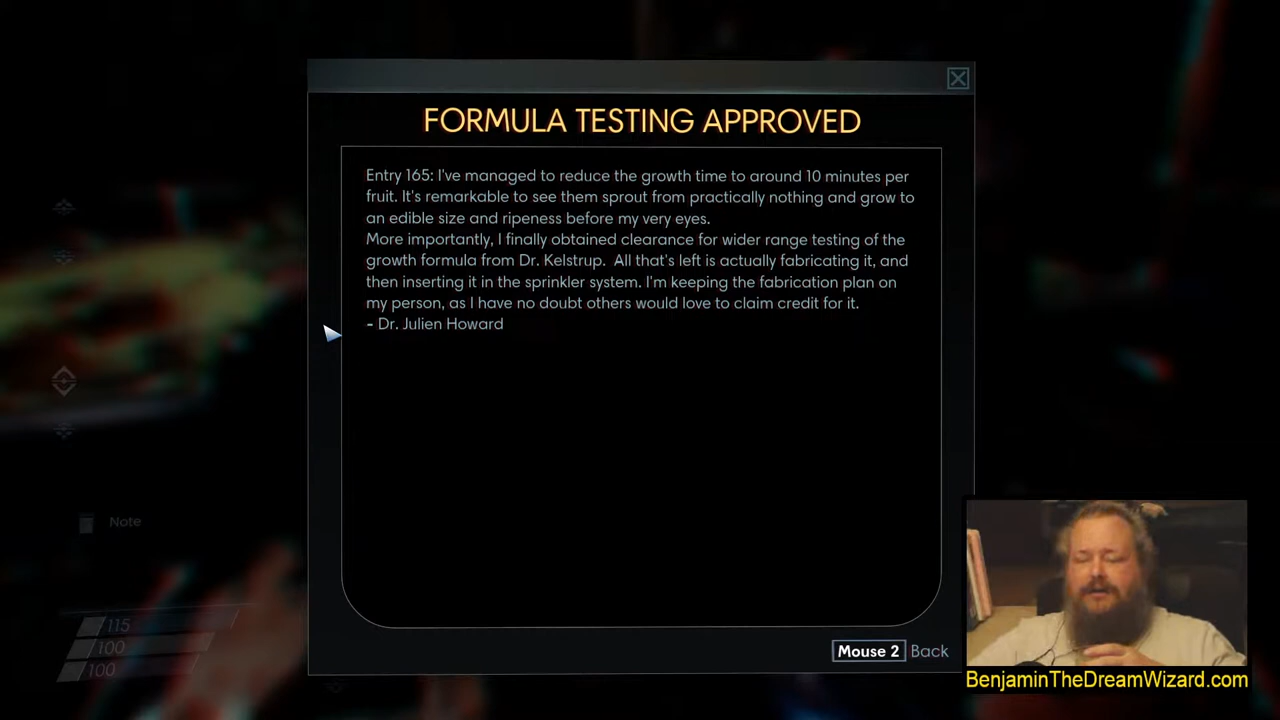 FORMULA TESTING APPROVED
Entry 165: I've managed to reduce the growth time to around 10 minutes per
fruit. It's remarkable to see them sprout from practically nothing and grow to
an edible size and ripeness before my very eyes.
More importantly, I finally obtained clearance for wider range testing of the
growth formula from Dr. Kelstrup.  All that's left is actually fabricating it, and
then inserting it in the sprinkler system. I'm keeping the fabrication plan on
my person, as I have no doubt others would love to claim credit for it.
- Dr. Julien Howard
Note
115
100
100
Mouse 2 Back
BenjaminTheDreamWizard.com